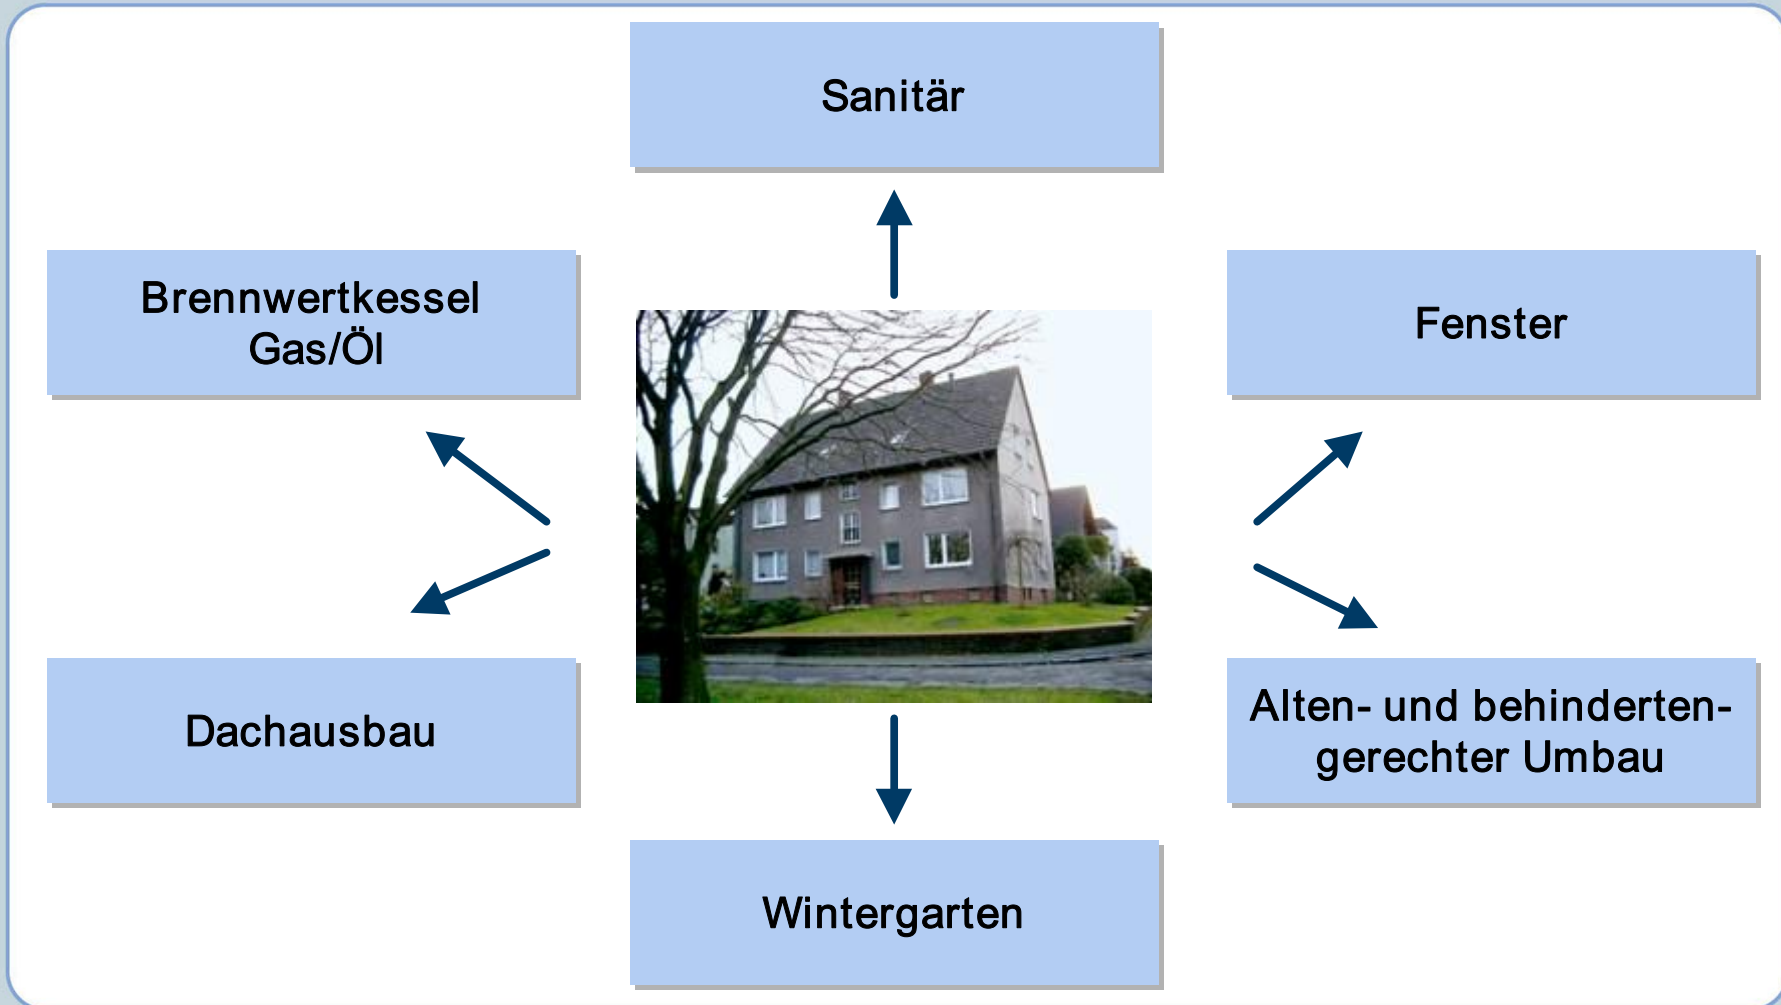 Sanitär
Brennwertkessel
Gas/Öl
Fenster
Dachausbau
Alten- und behinderten-
gerechter Umbau
Wintergarten